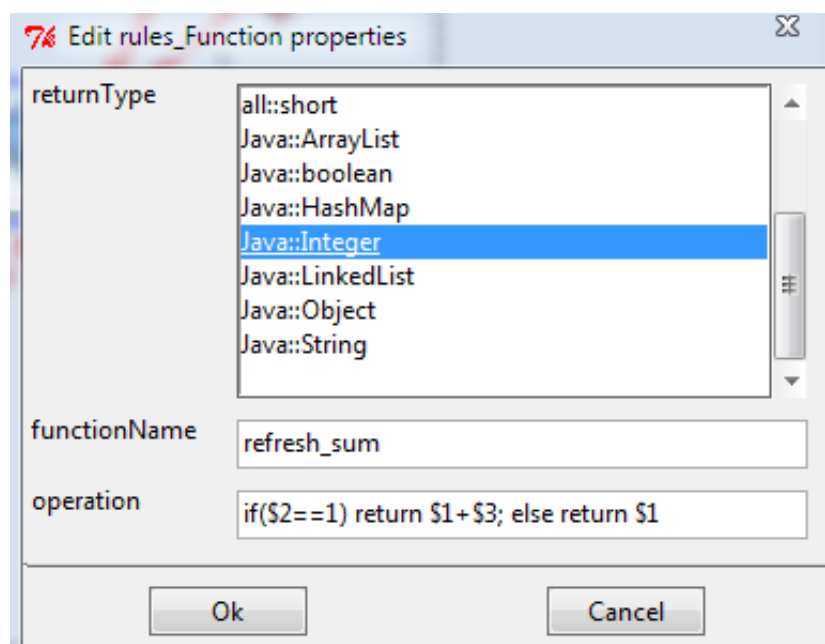 Edit rules_Function properties
returnType
all::short
Java::ArrayList
Java::boolean
Java::HashMap
Java::Integer
Java::LinkedList
Java::Object
Java::String
functionName
refresh_sum
operation
if($2==1) return $1+$3; else return $1
Ok
Cancel